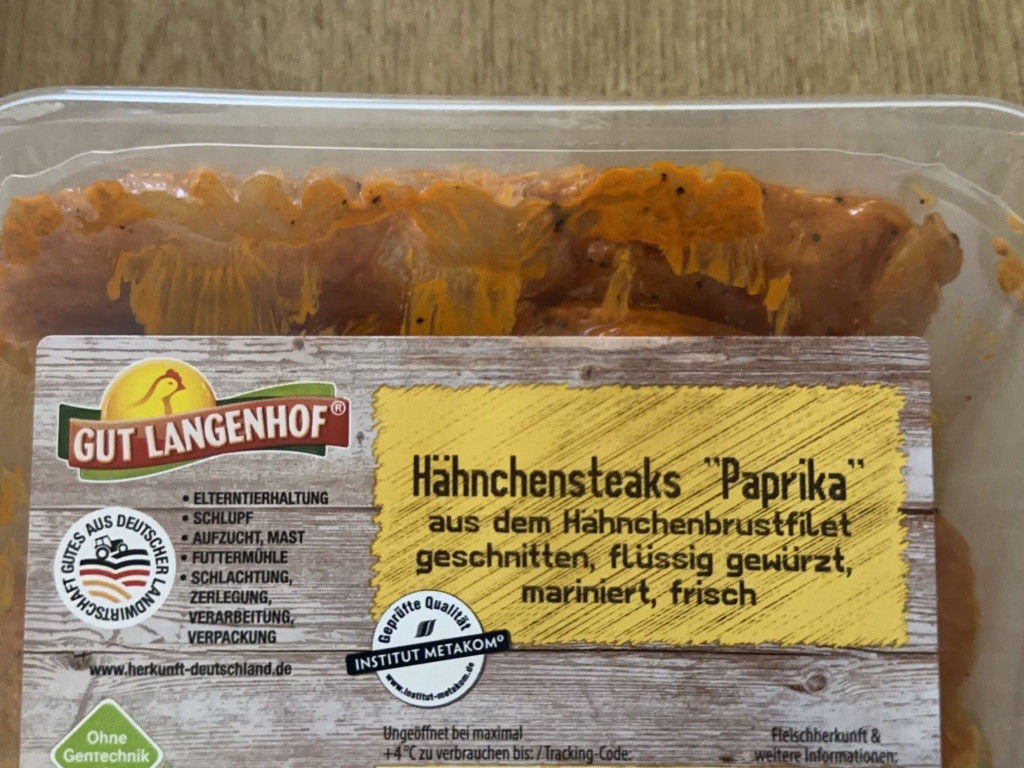 GUT LANGENHOF®
• ELTERNTIERHALTUNG
• SCHLUPF
• AUFZUCHT, MAST
• FUTTERMÜHLE
• SCHLACHTUNG,
ZERLEGUNG,
VERARBEITUNG,
VERPACKUNG
GUTES AUS DEUTSCHER LANDWIRTSCHAFT
www.herkunft-deutschland.de
Ohne
Gentechnik
Hähnchensteaks "Paprika"
aus dem Hähnchenbrustfilet
geschnitten, flüssig gewürzt,
mariniert, frisch
Geprüfte Qualität
INSTITUT METAKOM®
www.institut-metakom.de
Ungeöffnet bei maximal
+4 °C zu verbrauchen bis: / Tracking-Code:
Fleischherkunft &
weitere Informationen: